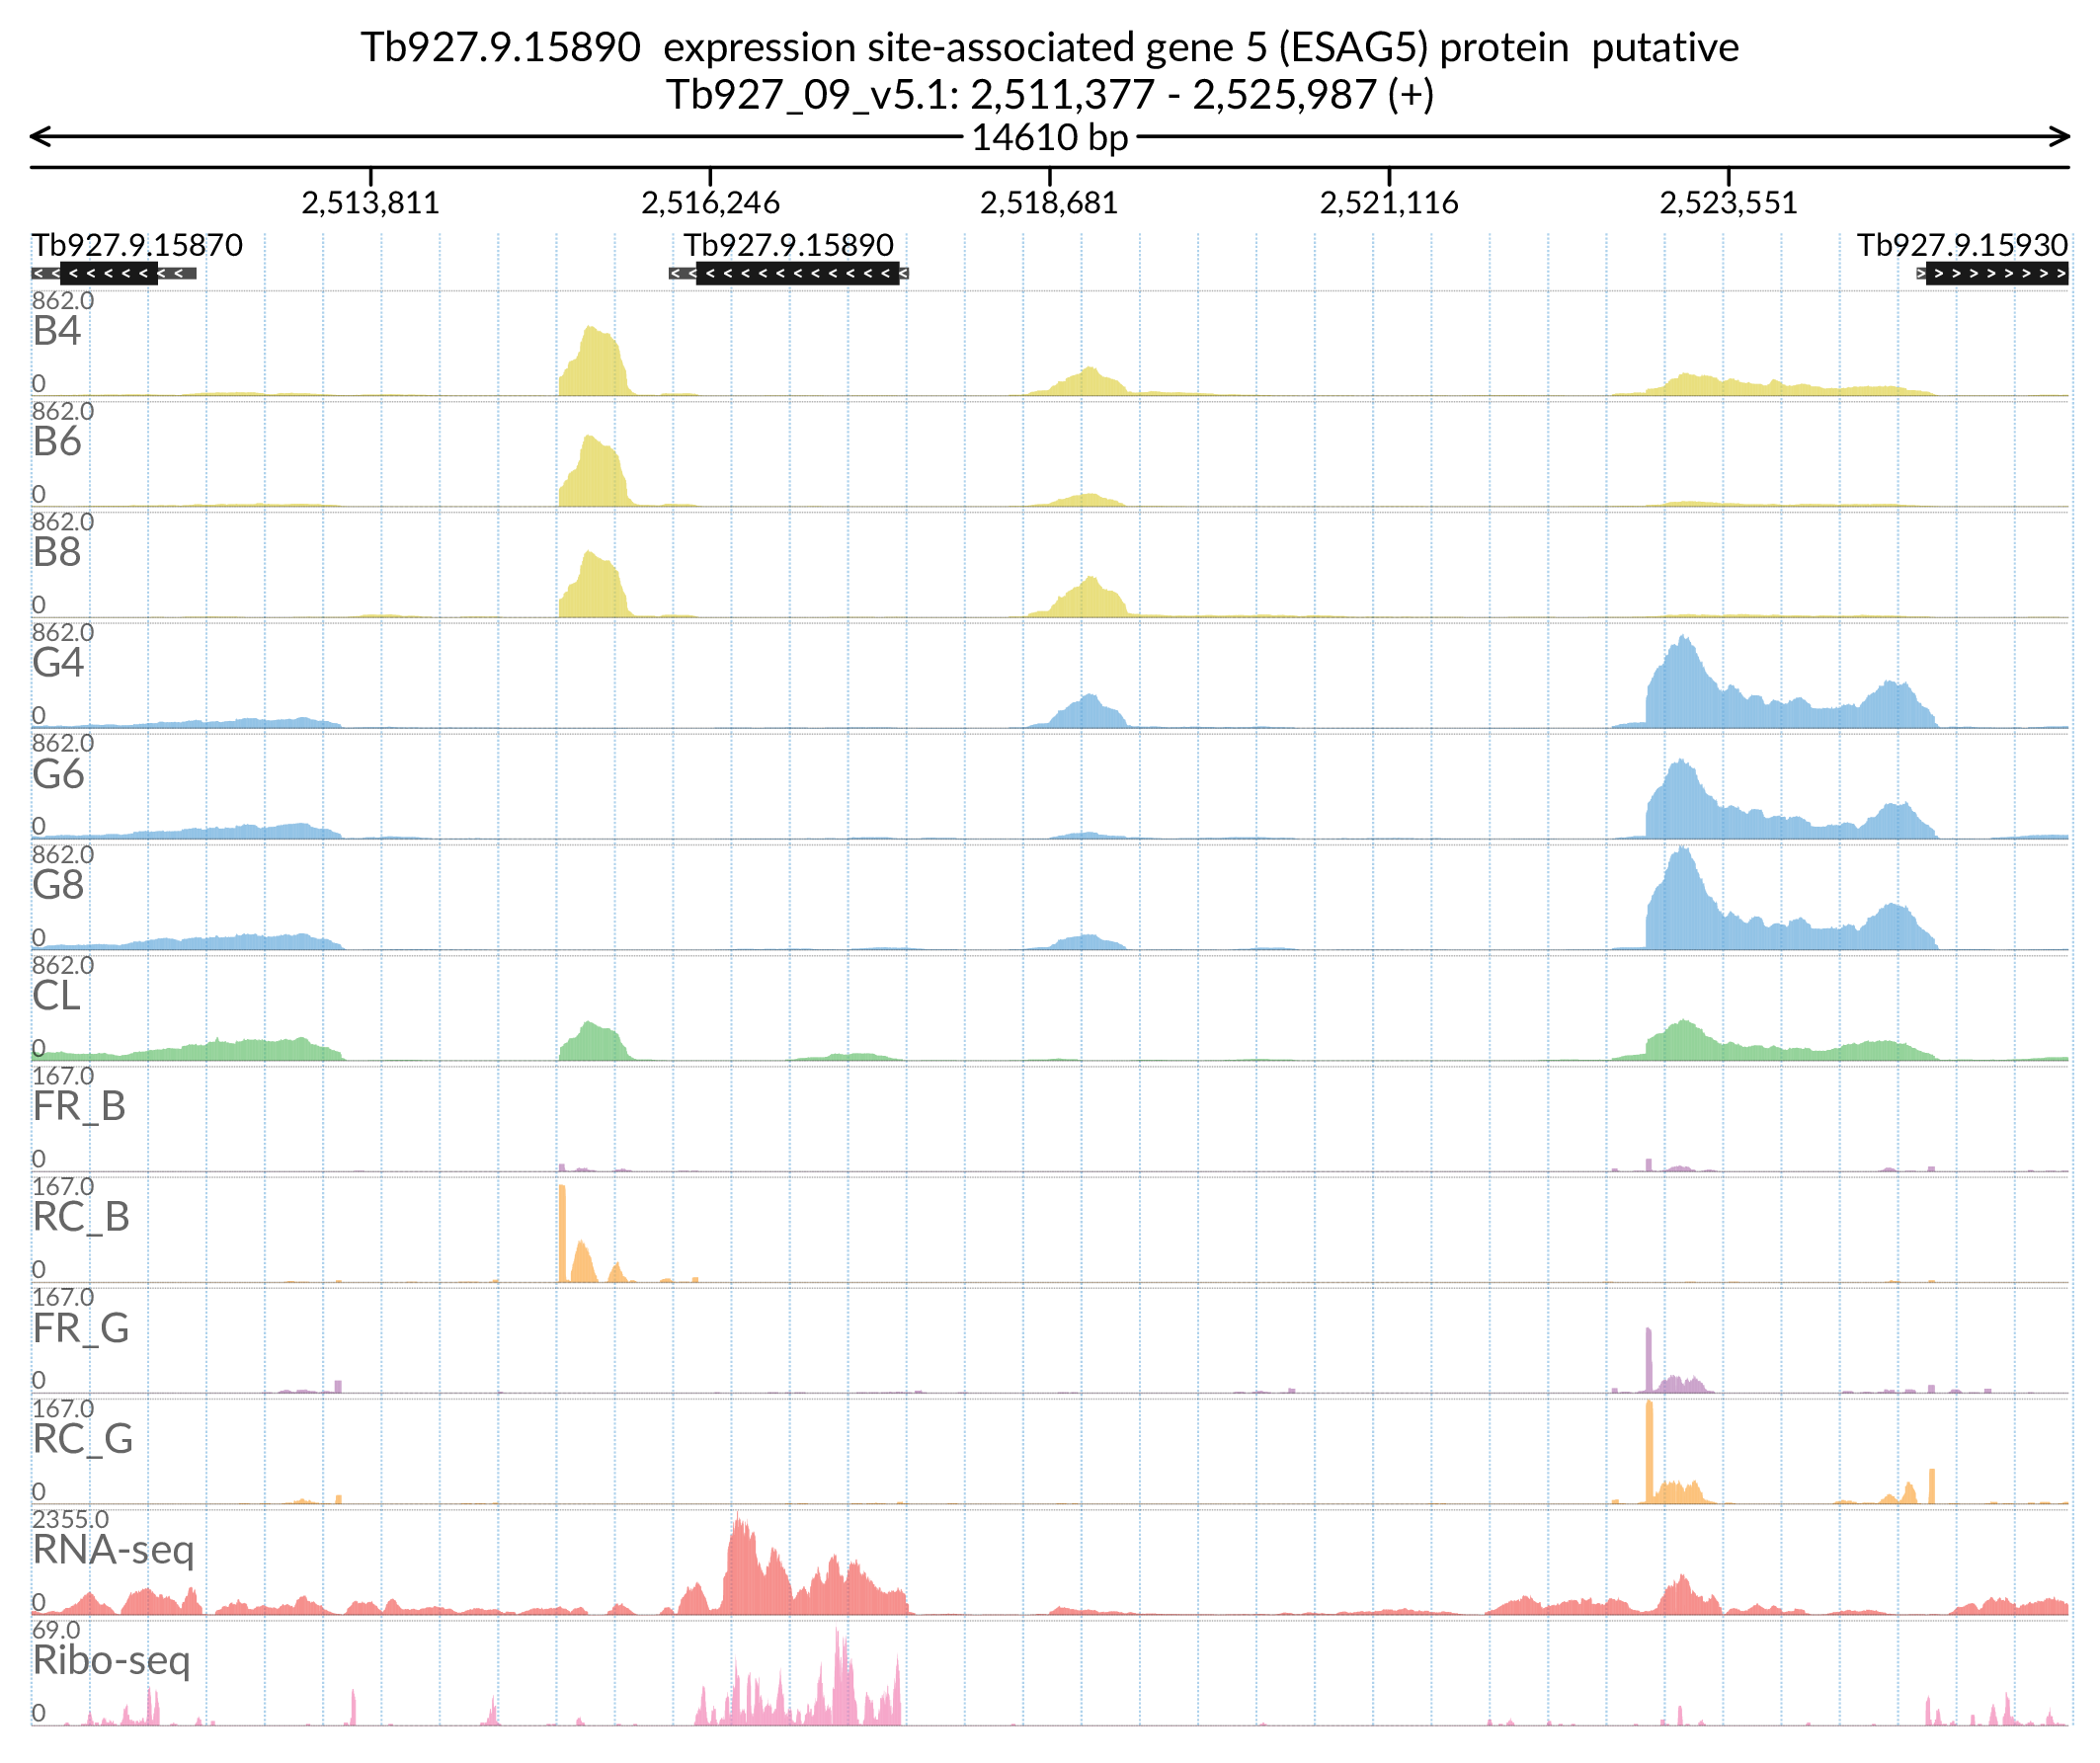 Tb927.9.15890 expression site-associated gene 5 (ESAG5) protein putative
Tb927_09_v5.1: 2,511,377 - 2,525,987 (+)
14610 bp
2,513,811 2,516,246 2,518,681 2,521,116 2,523,551
Tb927.9.15870 Tb927.9.15890 Tb927.9.15930
862.0
B4
0
862.0
B6
0
862.0
B8
0
862.0
G4
0
862.0
G6
0
862.0
G8
0
862.0
CL
0
167.0
FR_B
0
167.0
RC_B
0
167.0
FR_G
0
167.0
RC_G
0
2355.0
RNA-seq
0
69.0
Ribo-seq
0